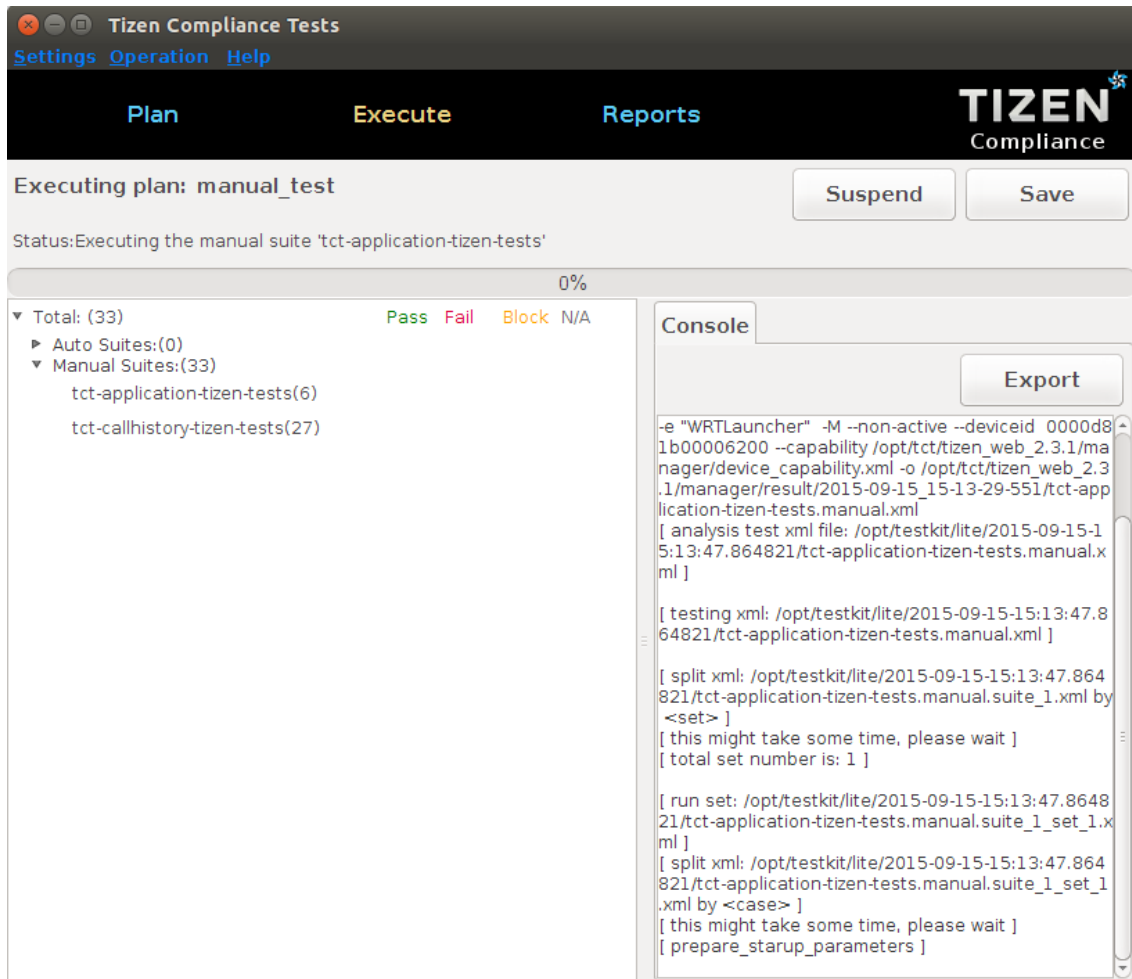 Tizen Compliance Tests
Settings Operation Help
Plan Execute Reports
TIZEN
Compliance
Executing plan: manual_test
Suspend Save
Status:Executing the manual suite 'tct-application-tizen-tests'
0%
Total: (33) Pass Fail Block N/A
Auto Suites:(0)
Manual Suites:(33)
tct-application-tizen-tests(6)
tct-callhistory-tizen-tests(27)
Console
Export
-e "WRTLauncher" -M --non-active --deviceid 0000d8
1b00006200 --capability /opt/tct/tizen_web_2.3.1/ma
nager/device_capability.xml -o /opt/tct/tizen_web_2.3
.1/manager/result/2015-09-15_15-13-29-551/tct-app
lication-tizen-tests.manual.xml
[ analysis test xml file: /opt/testkit/lite/2015-09-15-1
5:13:47.864821/tct-application-tizen-tests.manual.x
ml ]
[ testing xml: /opt/testkit/lite/2015-09-15-15:13:47.8
64821/tct-application-tizen-tests.manual.xml ]
[ split xml: /opt/testkit/lite/2015-09-15-15:13:47.864
821/tct-application-tizen-tests.manual.suite_1.xml by
<set> ]
[ this might take some time, please wait ]
[ total set number is: 1 ]
[ run set: /opt/testkit/lite/2015-09-15-15:13:47.8648
21/tct-application-tizen-tests.manual.suite_1_set_1.x
ml ]
[ split xml: /opt/testkit/lite/2015-09-15-15:13:47.864
821/tct-application-tizen-tests.manual.suite_1_set_1
.xml by <case> ]
[ this might take some time, please wait ]
[ prepare_starup_parameters ]